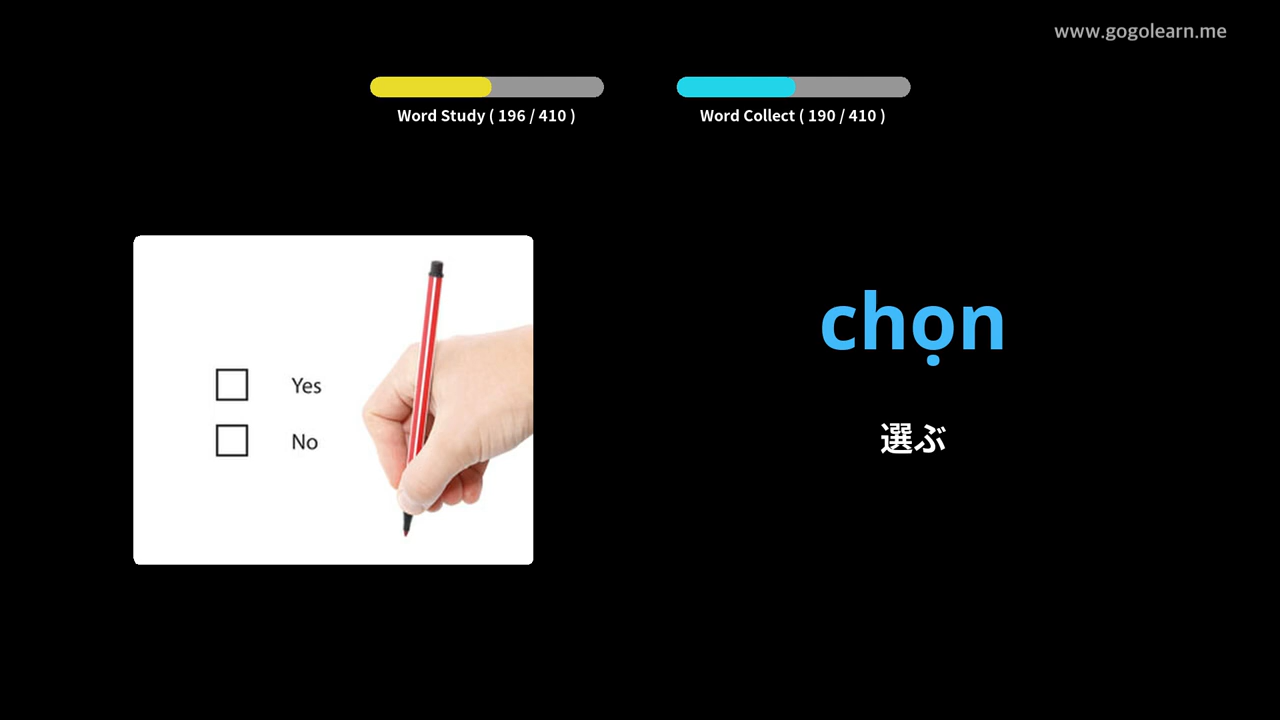 www.gogolearn.me
Word Study ( 196 / 410 )
Word Collect ( 190 / 410 )
Yes
No
chọn
選ぶ